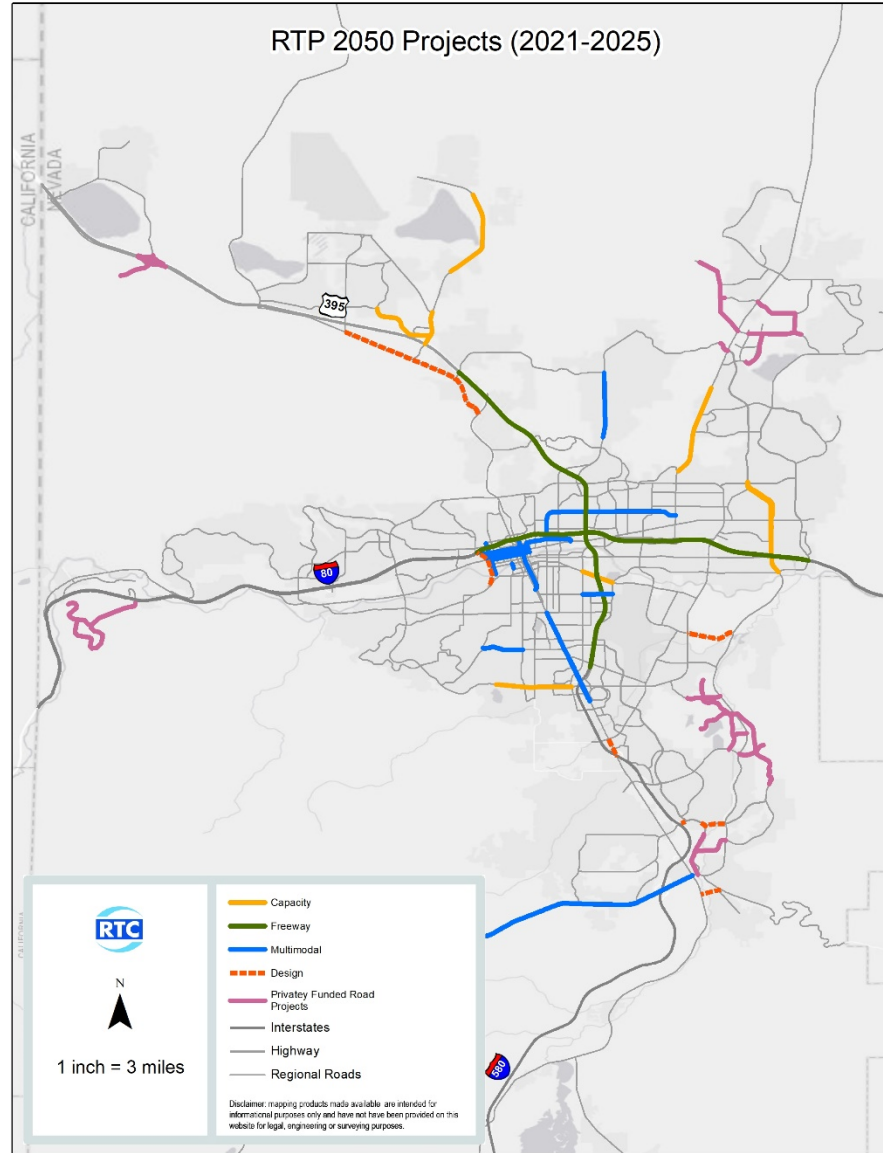 RTP 2050 Projects (2021-2025)
CALIFORNIA
NEVADA
395
80
580
CALIFORNIA
RTC
N
1 inch = 3 miles
Capacity
Freeway
Multimodal
Design
Privatey Funded Road
Projects
Interstates
Highway
Regional Roads
Disclaimer: mapping products made available are intended for
informational purposes only and have not have been provided on this
website for legal, engineering or surveying purposes.